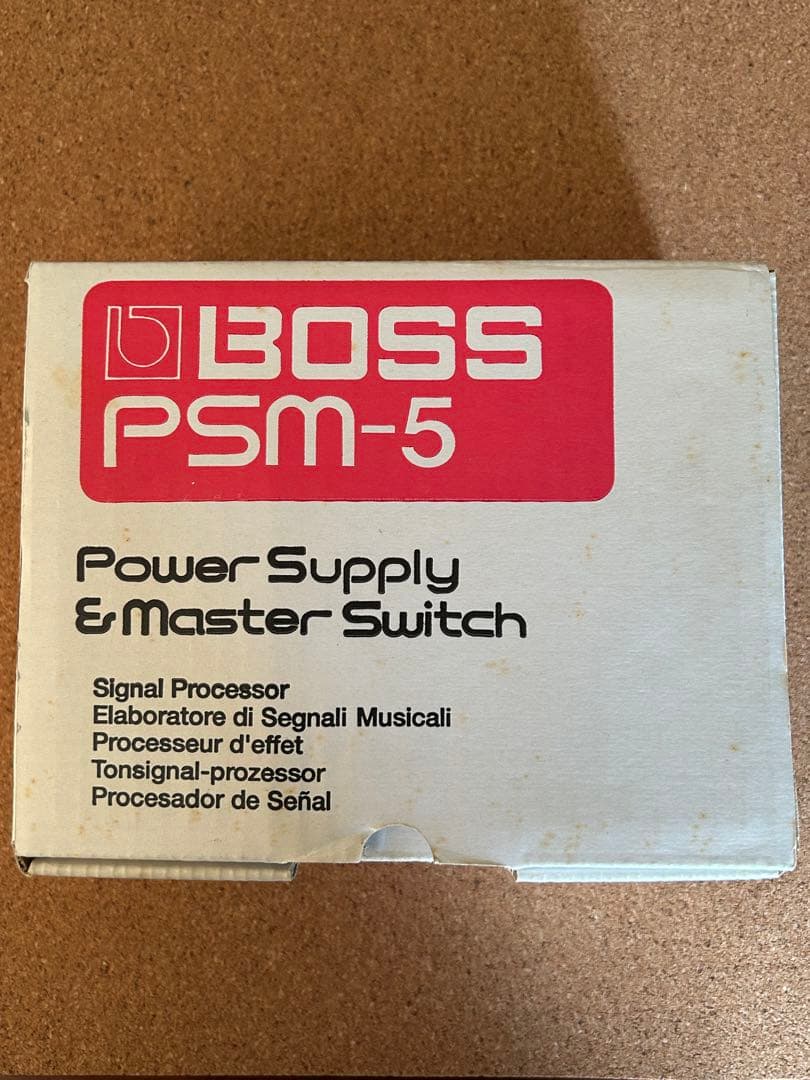 BOSS
PSM-5
Power Supply
& Master Switch
Signal Processor
Elaboratore di Segnali Musicali
Processeur d'effet
Tonsignal-prozessor
Procesador de Señal